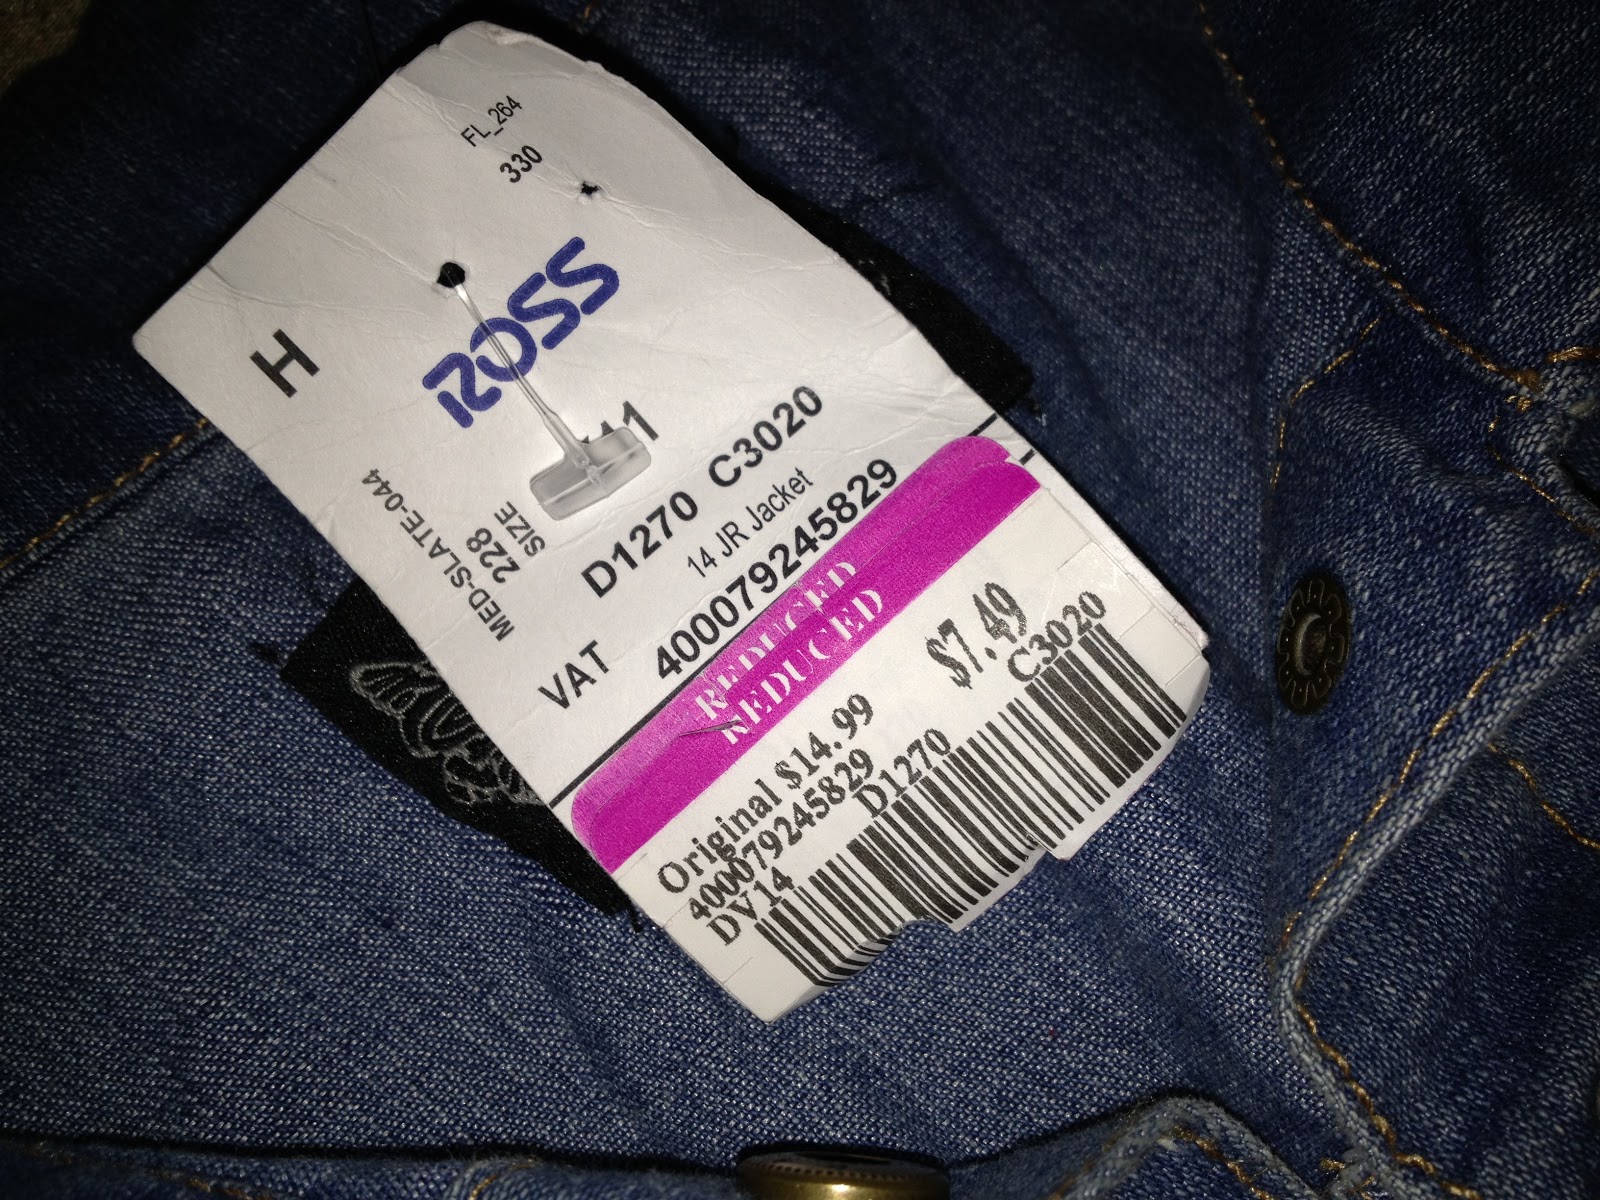 FL_264
330
ROSS
H
MED-SLATE-044
228
SIZE
D1270 C3020
14 JR Jacket
VAT 400079245829
REDUCED
REDUCED
$7.49
Original $14.99
400079245829
DV14 D1270 C3020